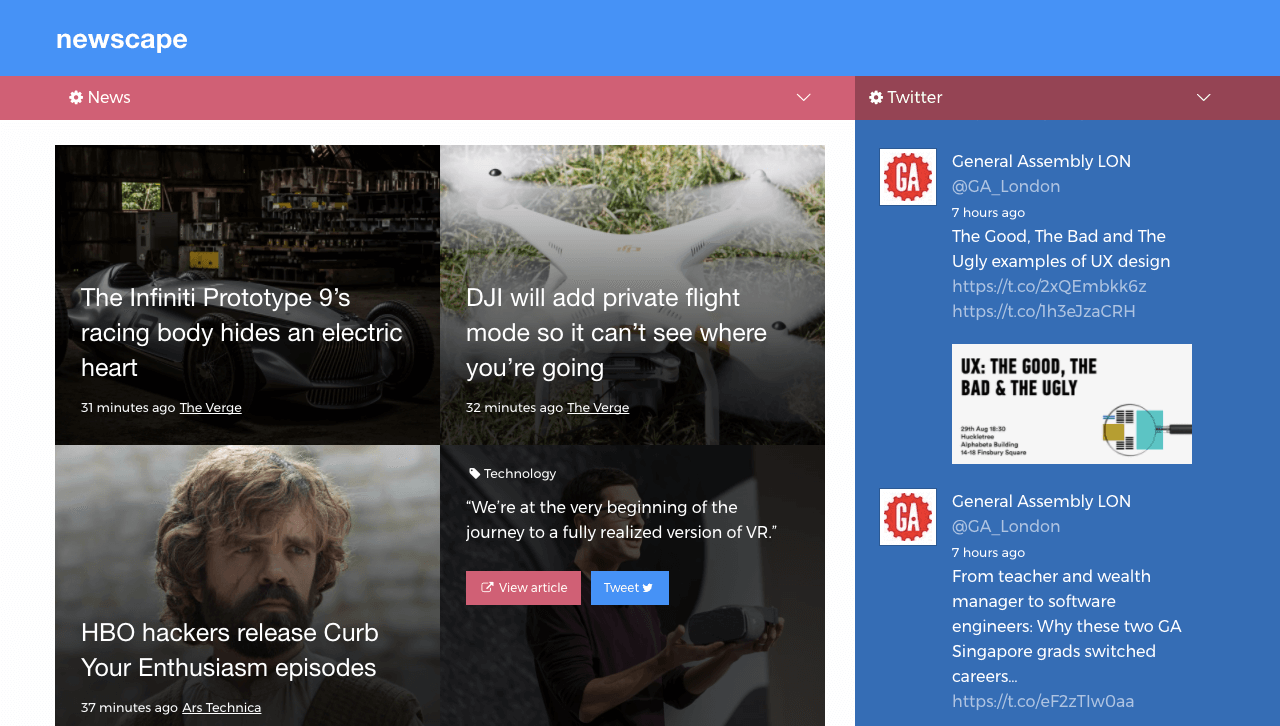 newscape
News
Twitter
The Infiniti Prototype 9’s
racing body hides an electric
heart
31 minutes ago The Verge
DJI will add private flight
mode so it can’t see where
you’re going
32 minutes ago The Verge
HBO hackers release Curb
Your Enthusiasm episodes
37 minutes ago Ars Technica
Technology
“We’re at the very beginning of the
journey to a fully realized version of VR.”
View article
Tweet
GA
General Assembly LON
@GA_London
7 hours ago
The Good, The Bad and The
Ugly examples of UX design
https://t.co/2xQEmbkk6z
https://t.co/1h3eJzaCRH
UX: THE GOOD, THE
BAD & THE UGLY
29th Aug 18:30
Huckletree
Alphabeta Building
14-18 Finsbury Square
GA
General Assembly LON
@GA_London
7 hours ago
From teacher and wealth
manager to software
engineers: Why these two GA
Singapore grads switched
careers…
https://t.co/eF2zTIw0aa